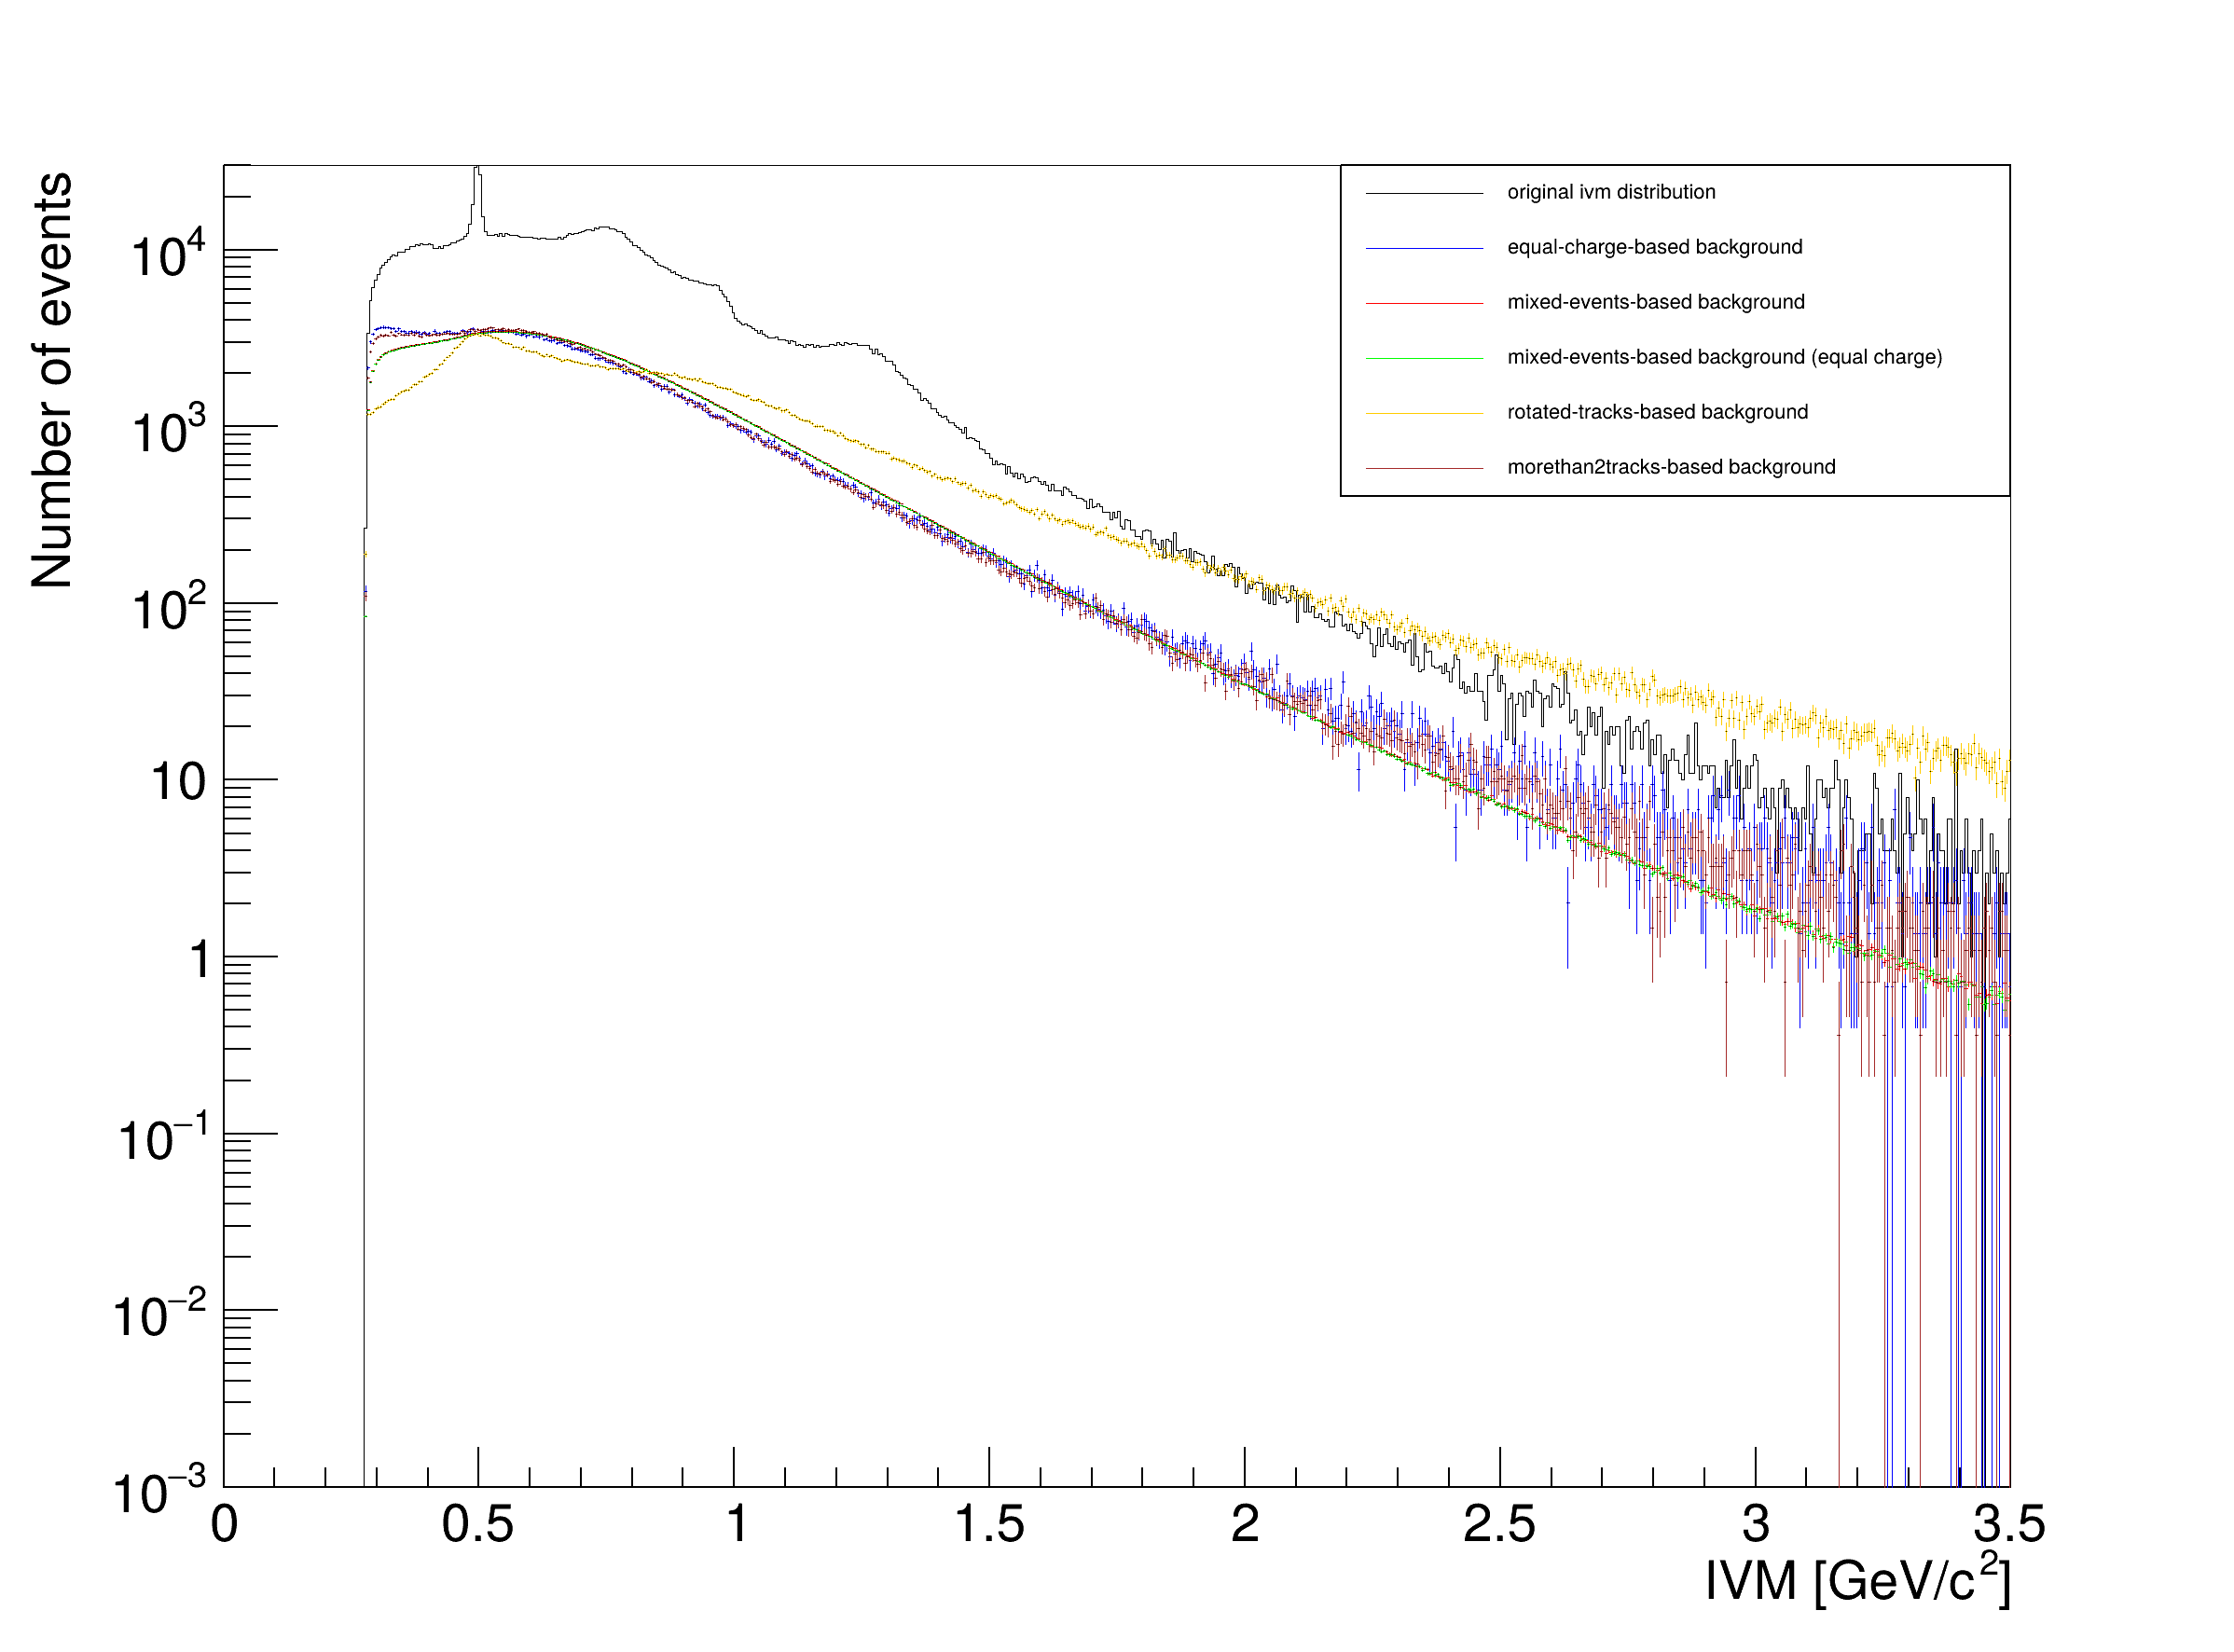 Number of events
10⁴
10³
10²
10
1
10⁻¹
10⁻²
10⁻³
0 0.5 1 1.5 2 2.5 3 3.5
IVM [GeV/c²]
original ivm distribution
equal-charge-based background
mixed-events-based background
mixed-events-based background (equal charge)
rotated-tracks-based background
morethan2tracks-based background